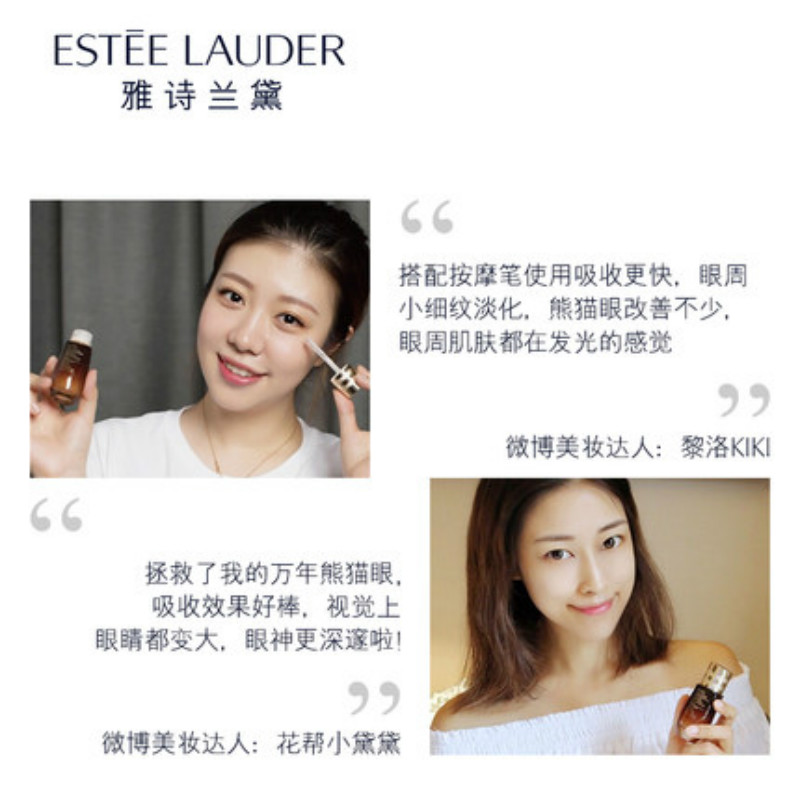 ESTĒE LAUDER
雅诗兰黛
“
搭配按摩笔使用吸收更快，眼周
小细纹淡化，熊猫眼改善不少，
眼周肌肤都在发光的感觉
”
微博美妆达人：黎洛KIKI
“
拯救了我的万年熊猫眼，
吸收效果好棒，视觉上
眼睛都变大，眼神更深邃啦！
”
微博美妆达人：花帮小黛黛